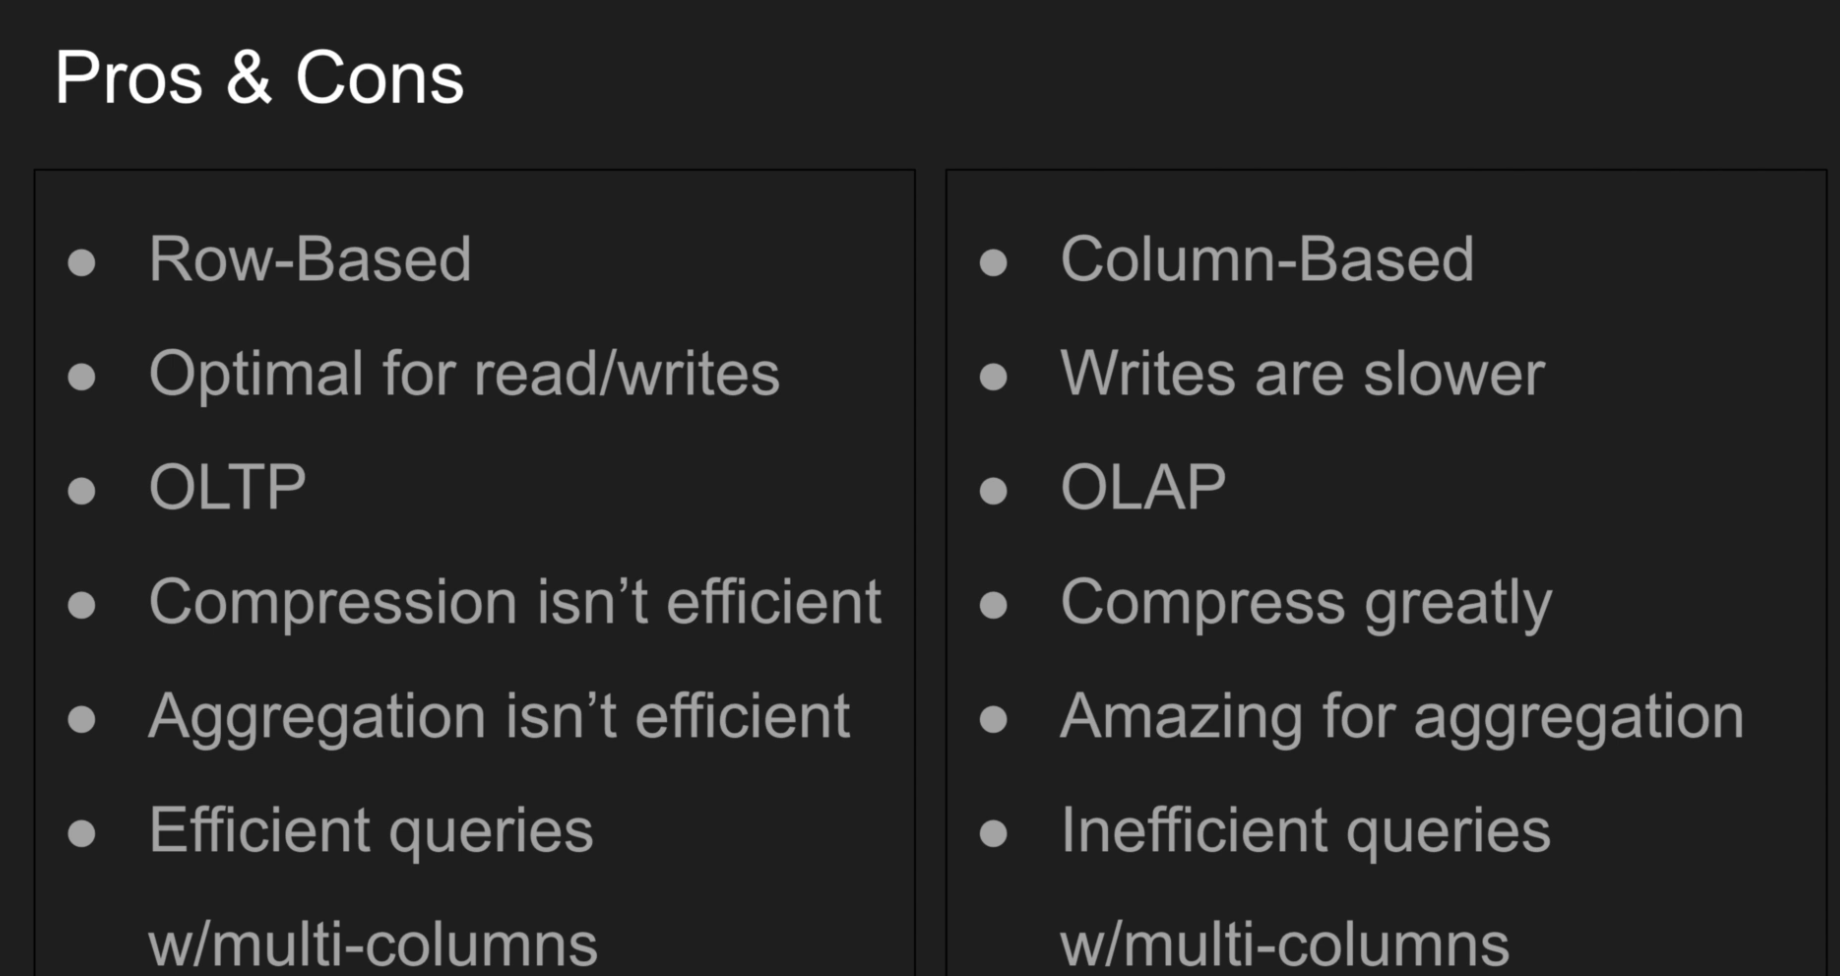 Pros & Cons
● Row-Based
● Optimal for read/writes
● OLTP
● Compression isn’t efficient
● Aggregation isn’t efficient
● Efficient queries
w/multi-columns
● Column-Based
● Writes are slower
● OLAP
● Compress greatly
● Amazing for aggregation
● Inefficient queries
w/multi-columns